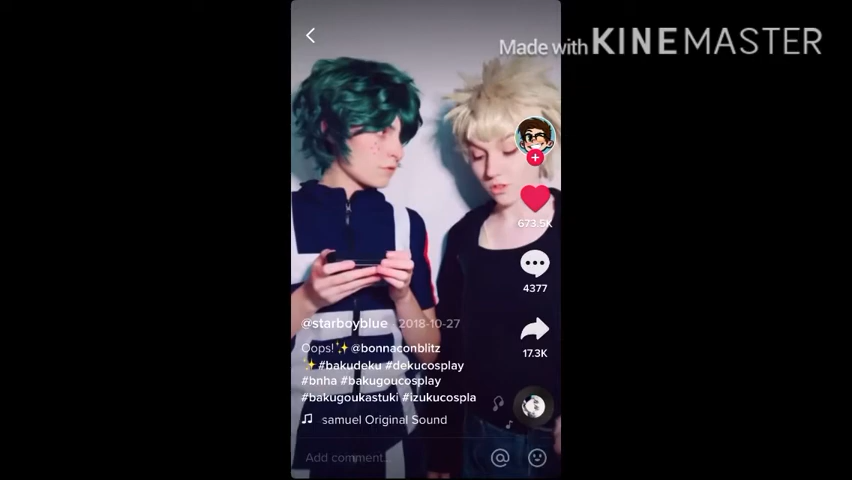 Made with KINEMASTER
673.5K
4377
17.3K
@starboyblue · 2018-10-27
Oops!✨@bonnaconblitz
✨#bakudeku #dekucosplay
#bnha #bakugoucosplay
#bakugoukastuki #izukucospla
samuel Original Sound
Add comment...